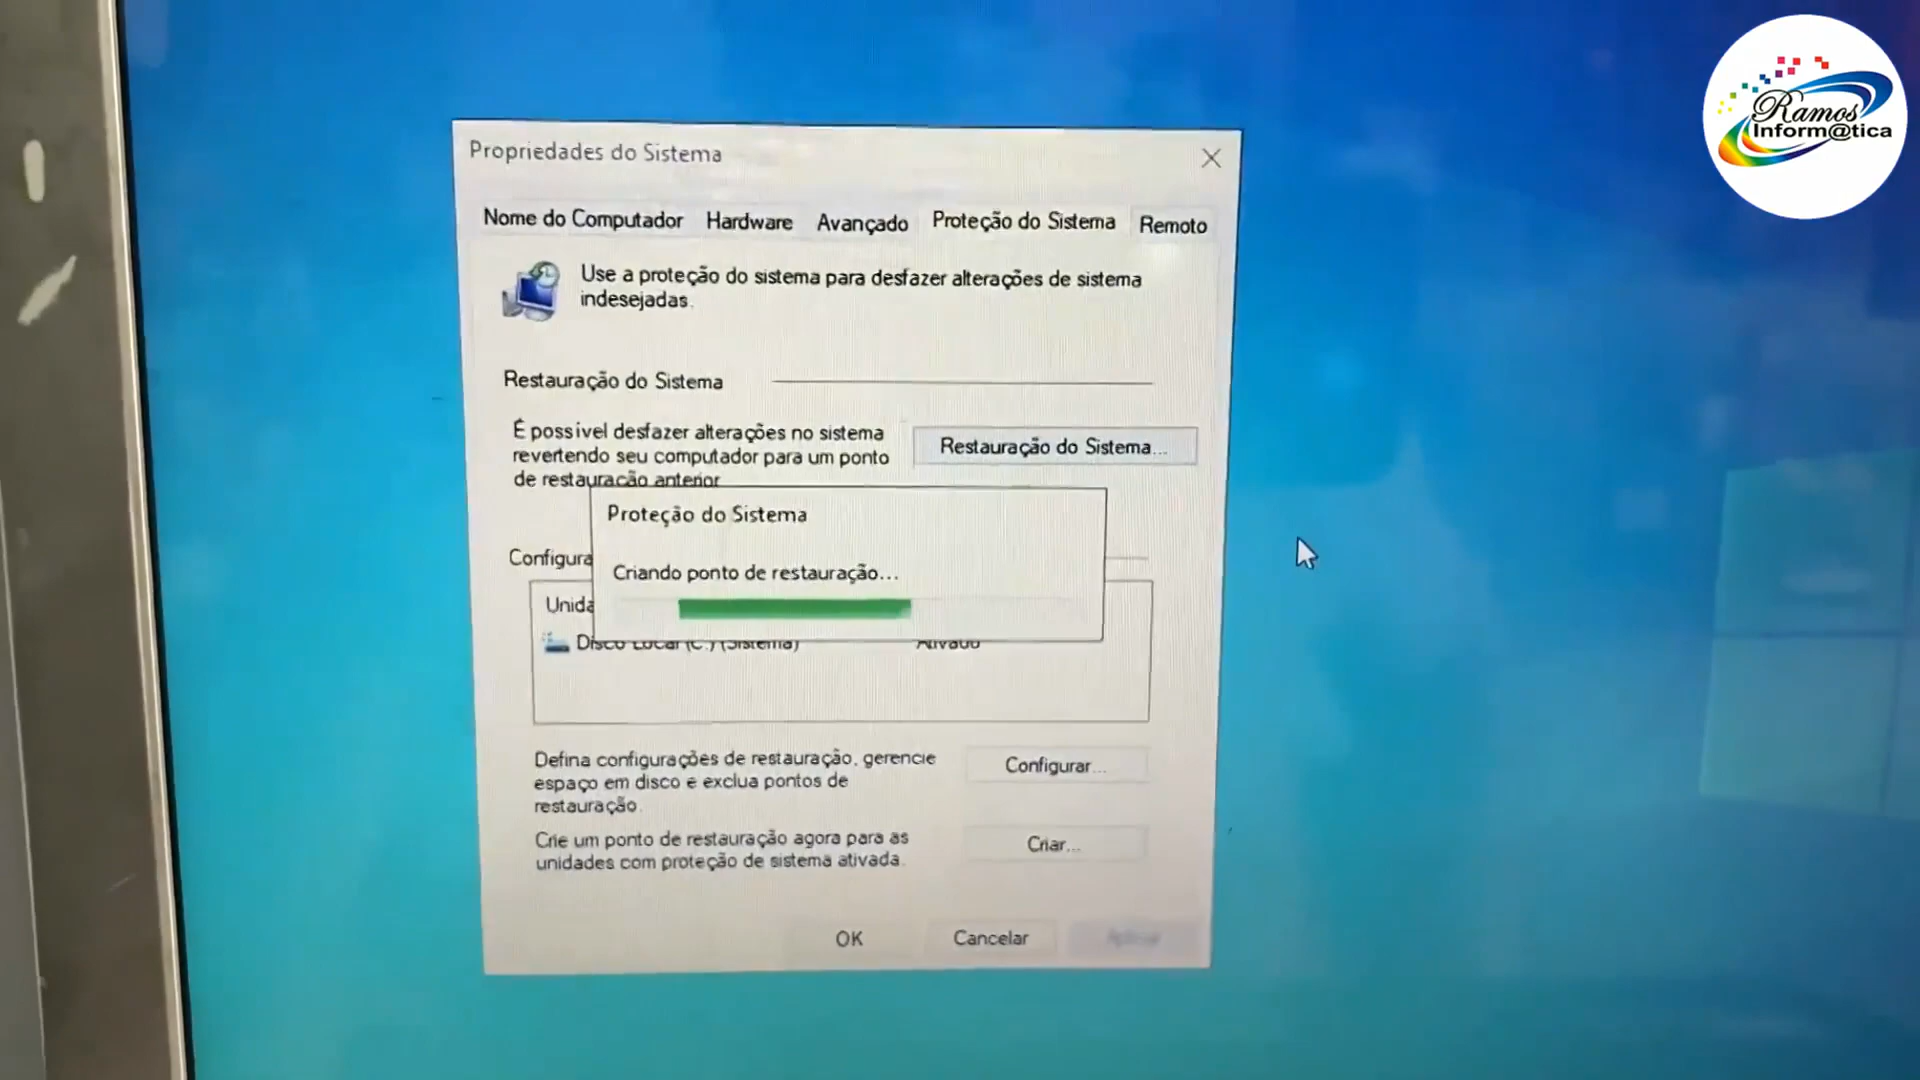 Ramos
Inform@tica
Propriedades do Sistema
Nome do Computador Hardware Avançado Proteção do Sistema Remoto
Use a proteção do sistema para desfazer alterações de sistema
indesejadas.
Restauração do Sistema
É possível desfazer alterações no sistema
revertendo seu computador para um ponto
de restauração anterior
Restauração do Sistema...
Proteção do Sistema
Configura
Criando ponto de restauração...
Unida
Disco Local (C:) (Sistema) Ativado
Defina configurações de restauração, gerencie
espaço em disco e exclua pontos de
restauração.
Configurar...
Crie um ponto de restauração agora para as
unidades com proteção de sistema ativada.
Criar...
OK Cancelar Aplicar